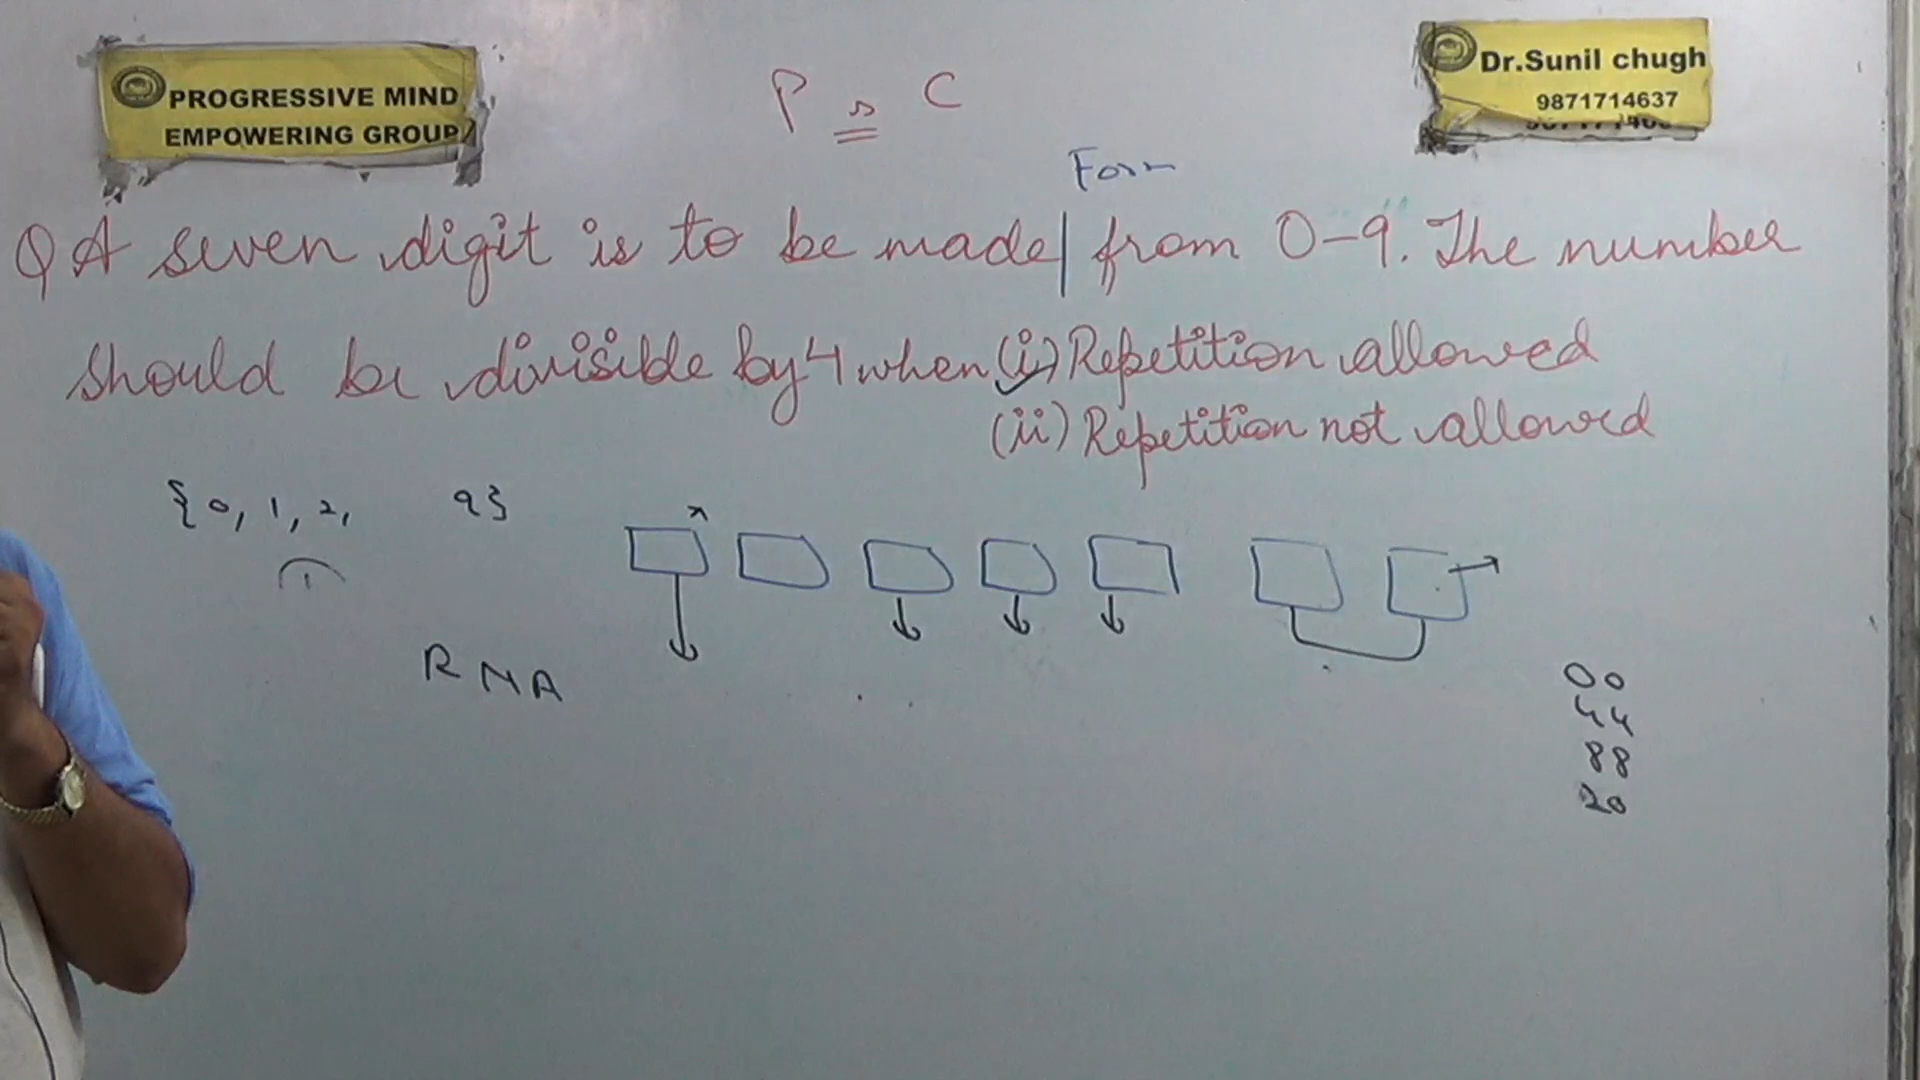 PROGRESSIVE MIND
EMPOWERING GROUP
Dr.Sunil chugh
9871714637
P n C
Form
Q A seven digit is to be made from 0-9. The number
should be divisible by 4 when (i) Repetition allowed
(ii) Repetition not allowed
{0, 1, 2, 9}
R N A
00
44
88
20